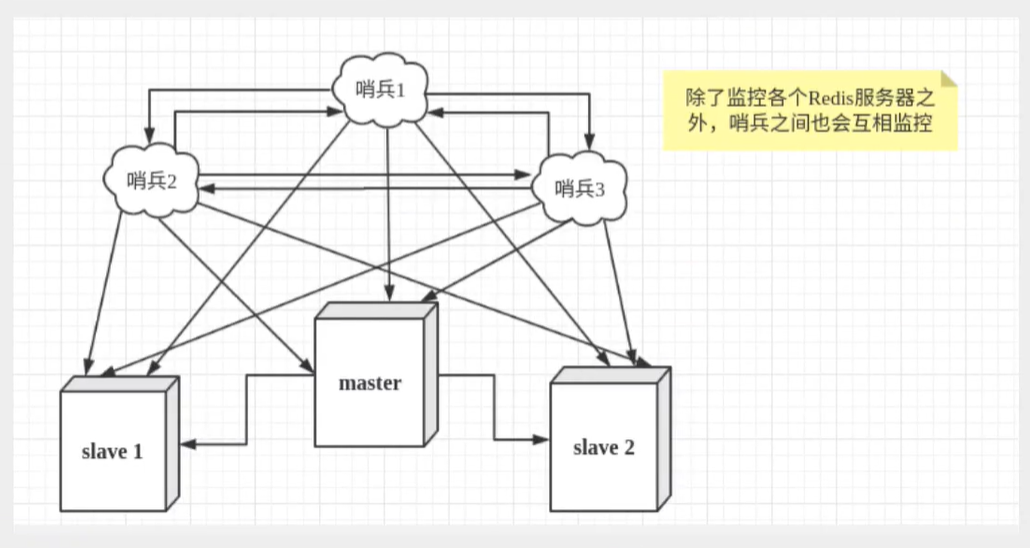 哨兵1
除了监控各个Redis服务器之
外，哨兵之间也会互相监控
哨兵2
哨兵3
master
slave 1
slave 2